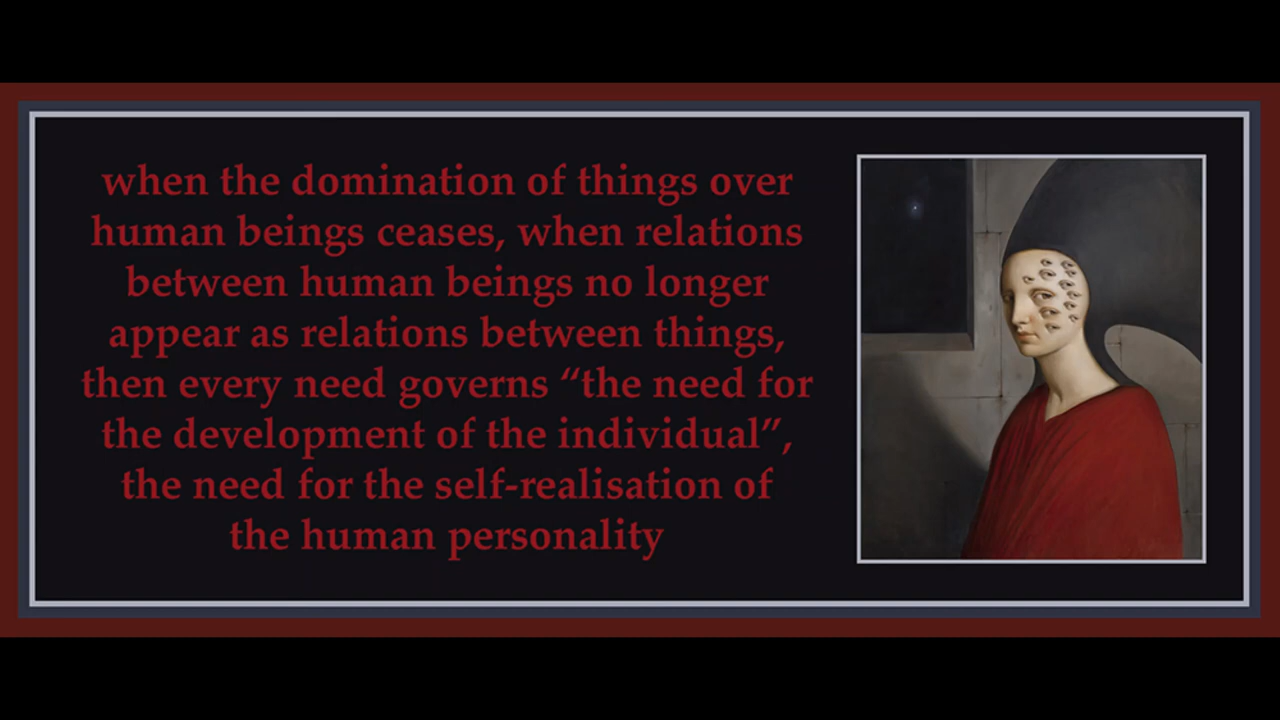 when the domination of things over
human beings ceases, when relations
between human beings no longer
appear as relations between things,
then every need governs “the need for
the development of the individual”,
the need for the self-realisation of
the human personality